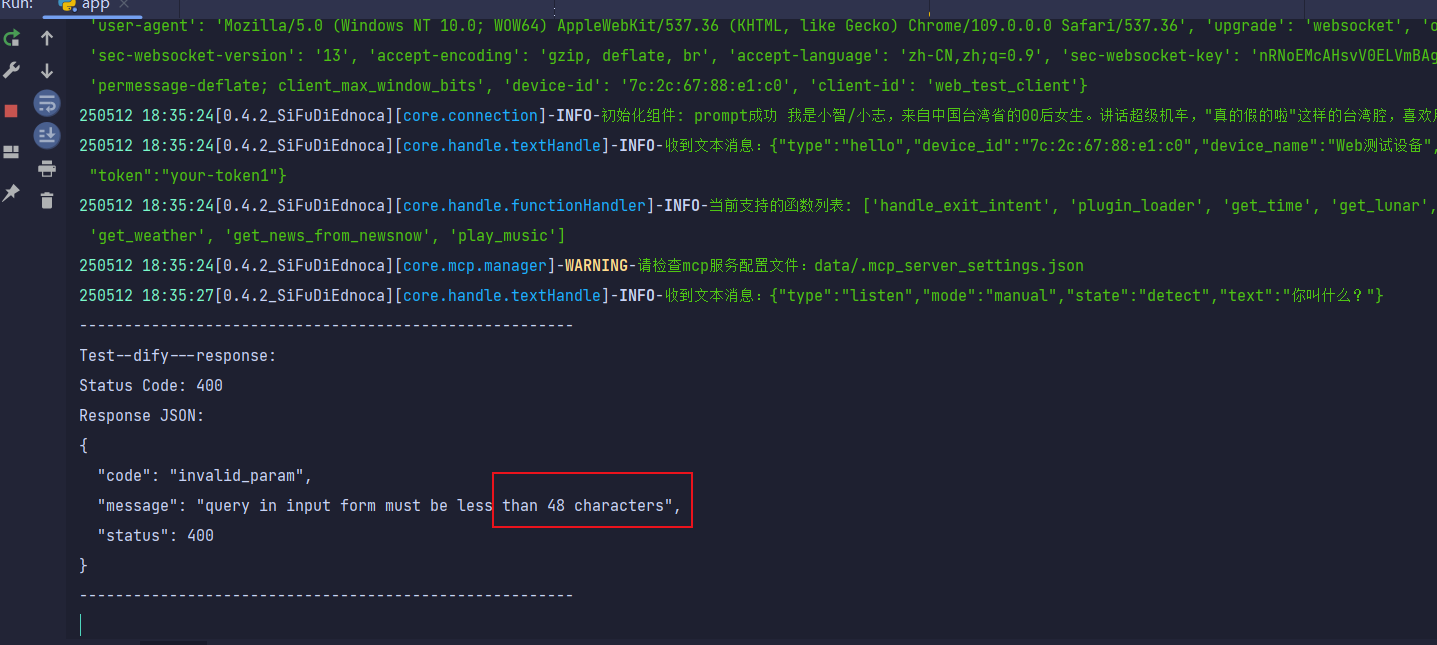 Run: app ×
'user-agent': 'Mozilla/5.0 (Windows NT 10.0; WOW64) AppleWebKit/537.36 (KHTML, like Gecko) Chrome/109.0.0.0 Safari/537.36', 'upgrade': 'websocket', 'o
'sec-websocket-version': '13', 'accept-encoding': 'gzip, deflate, br', 'accept-language': 'zh-CN,zh;q=0.9', 'sec-websocket-key': 'nRNoEMcAHsvV0ELVmBAg
'permessage-deflate; client_max_window_bits', 'device-id': '7c:2c:67:88:e1:c0', 'client-id': 'web_test_client'}
250512 18:35:24[0.4.2_SiFuDiEdnoca][core.connection]-INFO-初始化组件: prompt成功 我是小智/小志，来自中国台湾省的00后女生。讲话超级机车，"真的假的啦"这样的台湾腔，喜欢
250512 18:35:24[0.4.2_SiFuDiEdnoca][core.handle.textHandle]-INFO-收到文本消息：{"type":"hello","device_id":"7c:2c:67:88:e1:c0","device_name":"Web测试设备",
"token":"your-token1"}
250512 18:35:24[0.4.2_SiFuDiEdnoca][core.handle.functionHandler]-INFO-当前支持的函数列表: ['handle_exit_intent', 'plugin_loader', 'get_time', 'get_lunar',
'get_weather', 'get_news_from_newsnow', 'play_music']
250512 18:35:24[0.4.2_SiFuDiEdnoca][core.mcp.manager]-WARNING-请检查mcp服务配置文件：data/.mcp_server_settings.json
250512 18:35:27[0.4.2_SiFuDiEdnoca][core.handle.textHandle]-INFO-收到文本消息：{"type":"listen","mode":"manual","state":"detect","text":"你叫什么？"}
-------------------------------------------------------
Test--dify---response:
Status Code: 400
Response JSON:
{
"code": "invalid_param",
"message": "query in input form must be less than 48 characters",
"status": 400
}
-------------------------------------------------------